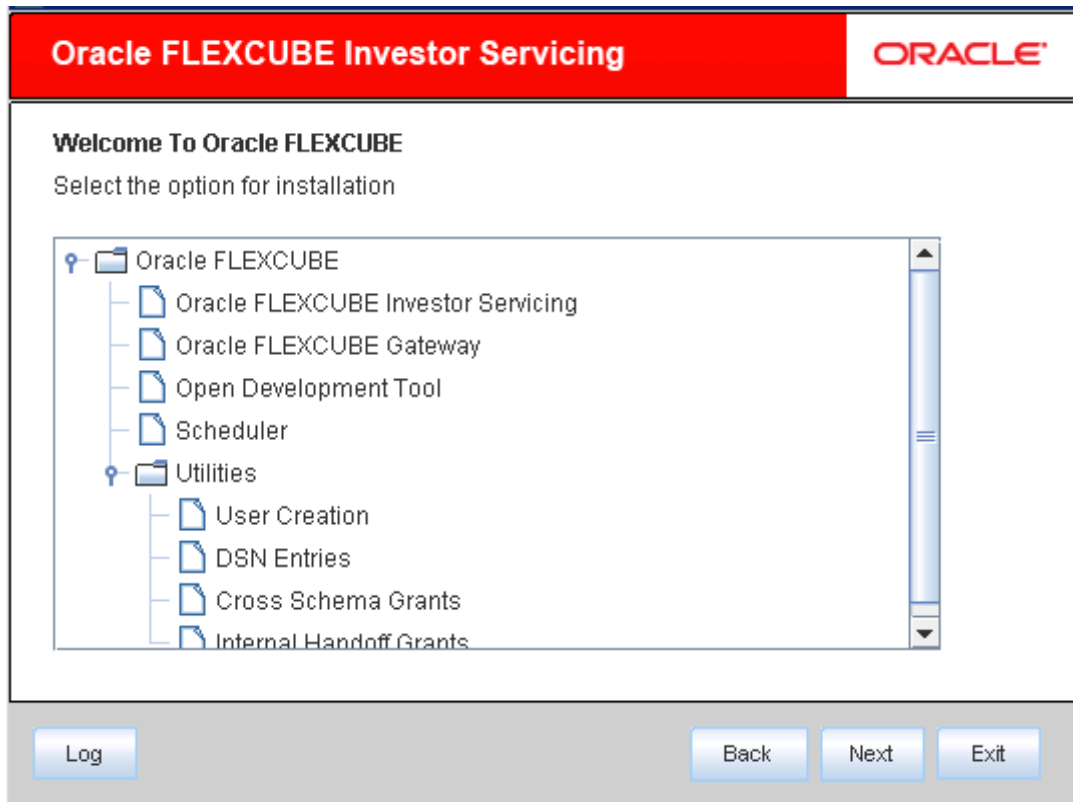 Oracle FLEXCUBE Investor Servicing
ORACLE
Welcome To Oracle FLEXCUBE
Select the option for installation
Oracle FLEXCUBE
Oracle FLEXCUBE Investor Servicing
Oracle FLEXCUBE Gateway
Open Development Tool
Scheduler
Utilities
User Creation
DSN Entries
Cross Schema Grants
Internal Handoff Grants
Log
Back
Next
Exit